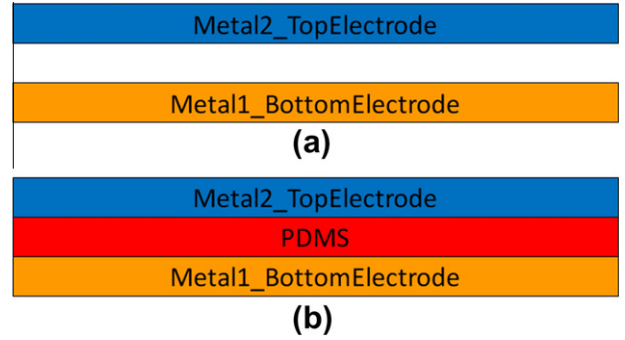 Metal2_TopElectrode
Metal1_BottomElectrode
(a)
Metal2_TopElectrode
PDMS
Metal1_BottomElectrode
(b)